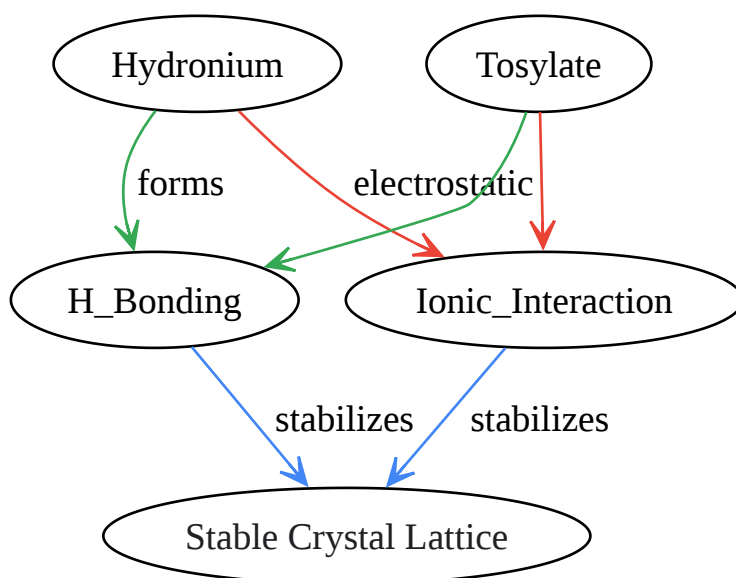 Hydronium
Tosylate
forms
electrostatic
H_Bonding
Ionic_Interaction
stabilizes
stabilizes
Stable Crystal Lattice